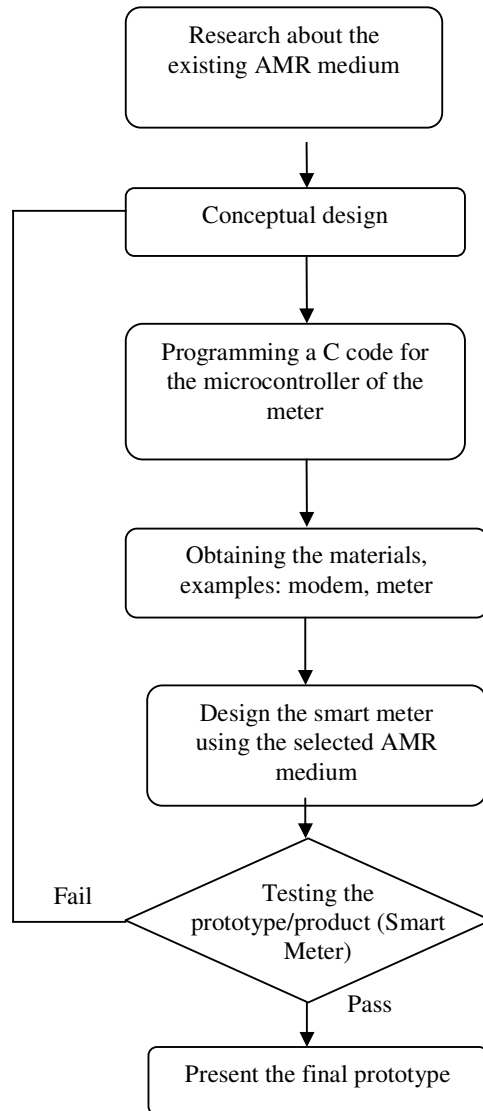 Research about the
existing AMR medium
Conceptual design
Programming a C code for
the microcontroller of the
meter
Obtaining the materials,
examples: modem, meter
Design the smart meter
using the selected AMR
medium
Fail
Testing the
prototype/product (Smart
Meter)
Pass
Present the final prototype